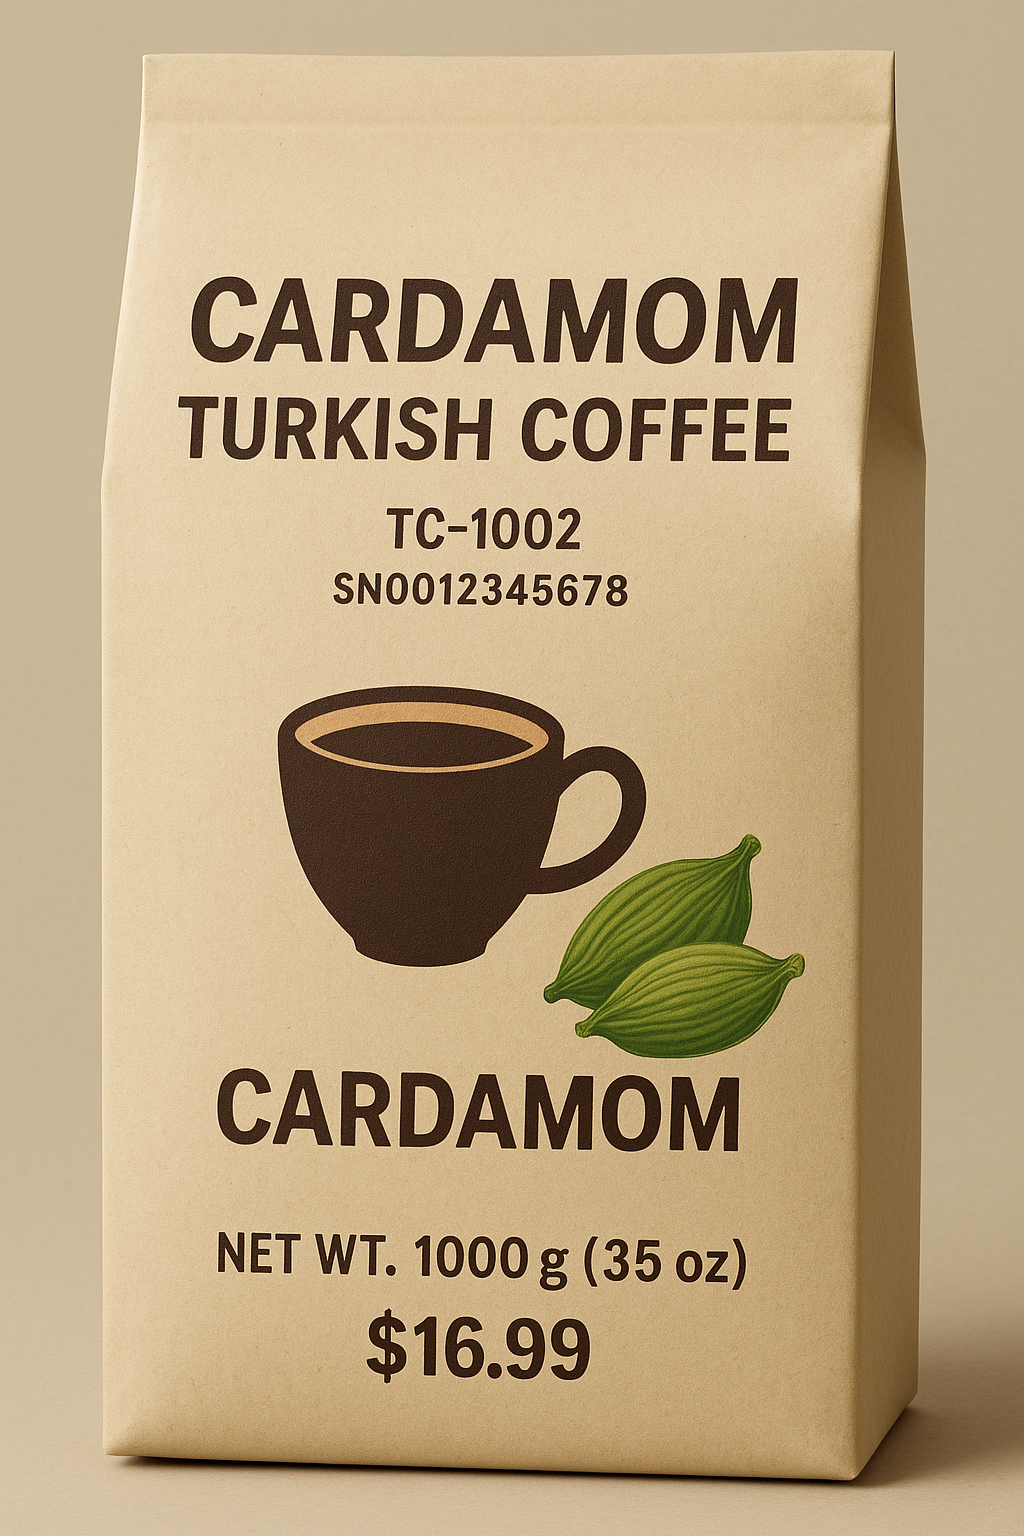 CARDAMOM
TURKISH COFFEE
TC-1002
SN0012345678
CARDAMOM
NET WT. 1000 g (35 oz)
$16.99